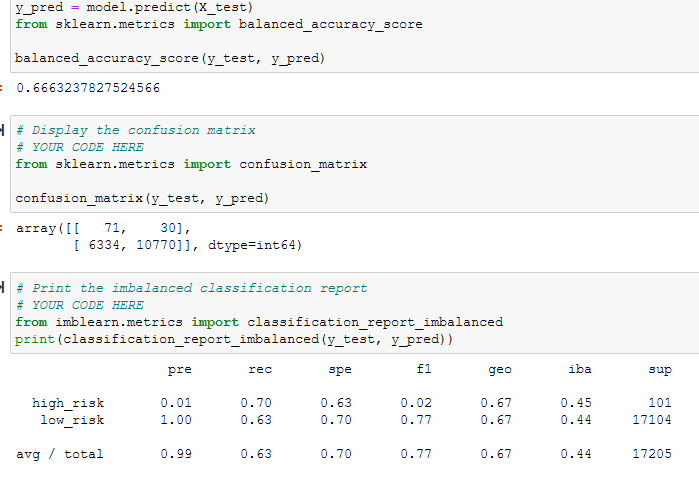 y_pred = model.predict(X_test)
from sklearn.metrics import balanced_accuracy_score
balanced_accuracy_score(y_test, y_pred)
0.6663237827524566
# Display the confusion matrix
# YOUR CODE HERE
from sklearn.metrics import confusion_matrix
confusion_matrix(y_test, y_pred)
array([[   71,    30],
       [ 6334, 10770]], dtype=int64)
# Print the imbalanced classification report
# YOUR CODE HERE
from imblearn.metrics import classification_report_imbalanced
print(classification_report_imbalanced(y_test, y_pred))
pre rec spe f1 geo iba sup
high_risk 0.01 0.70 0.63 0.02 0.67 0.45 101
low_risk 1.00 0.63 0.70 0.77 0.67 0.44 17104
avg / total 0.99 0.63 0.70 0.77 0.67 0.44 17205